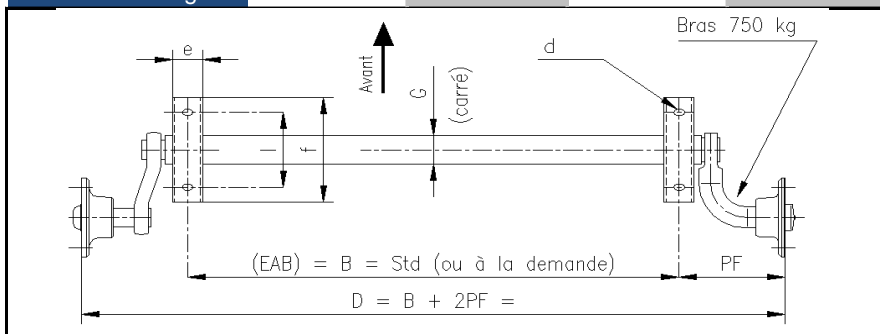 Bras 750 kg
e
Avant
G
(carré)
d
f
(EAB) = B = Std (ou à la demande)
PF
D = B + 2PF =